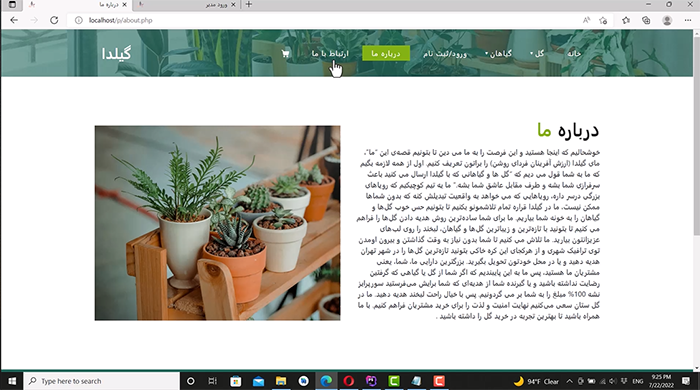 درباره ما
ورود مدیر
localhost/p/about.php
خانه
گل
گیاهان
ورود/ثبت نام
درباره ما
ارتباط با ما
گیلدا
درباره ما
خوشحالیم که اینجا هستید و این فرصت را به ما می دین تا بتونیم قصه‌ی این "ما"،
مای گیلدا (ارزش آفرینان فردای روشن) را براتون تعریف کنیم. اول از همه لازمه بگیم
که ما به شما قول می دیم که "گل ها و گیاهانی که با گیلدا ارسال می کنید باعث
سرفرازی شما بشه و طرف مقابل عاشق شما بشه." ما یه تیم کوچیکیم که رویاهای
بزرگی درسر داره، رویاهایی که می خواهد به واقعیت تبدیلش کنه که بدون شماها
ممکن نیست. ما در گیلدا قراره تمام تلاشمونو بکنیم تا بتونیم حس خوب گل‌ها و
گیاهان را به خونه شما بیاریم. ما برای شما ساده‌ترین روش هدیه دادن گل‌ها را فراهم
می کنیم تا بتونید با تازه‌ترین و زیباترین گل‌ها و گیاهان، لبخند را روی لب‌های
عزیزانتون بیارید. ما تلاش می کنیم تا شما بدون نیاز به وقت گذاشتن و بیرون اومدن
توی ترافیک شهری و از هرکجای این کره خاکی بتونید تازه‌ترین گل‌ها را در شهر تهران
هدیه دهید و یا در محل خودتون تحویل بگیرید. بزرگترین دارایی ما، شما، یعنی
مشتریان ما هستید، پس ما به این پایبندیم که اگر شما از گل یا گیاهی که گرفتین
رضایت نداشته باشید و یا گیرنده شما از هدیه‌ای که شما برایش می‌فرستید سورپرایز
نشه 100% مبلغ را به شما بر می گردونیم. پس با خیال راحت لبخند هدیه دهید. ما در
گل ستان سعی می‌کنیم نهایت امنیت و لذت را برای خرید مشتریان فراهم کنیم. با ما
همراه باشید تا بهترین تجربه در خرید گل را داشته باشید .
Type here to search
94°F Clear
9:25 PM
7/22/2022